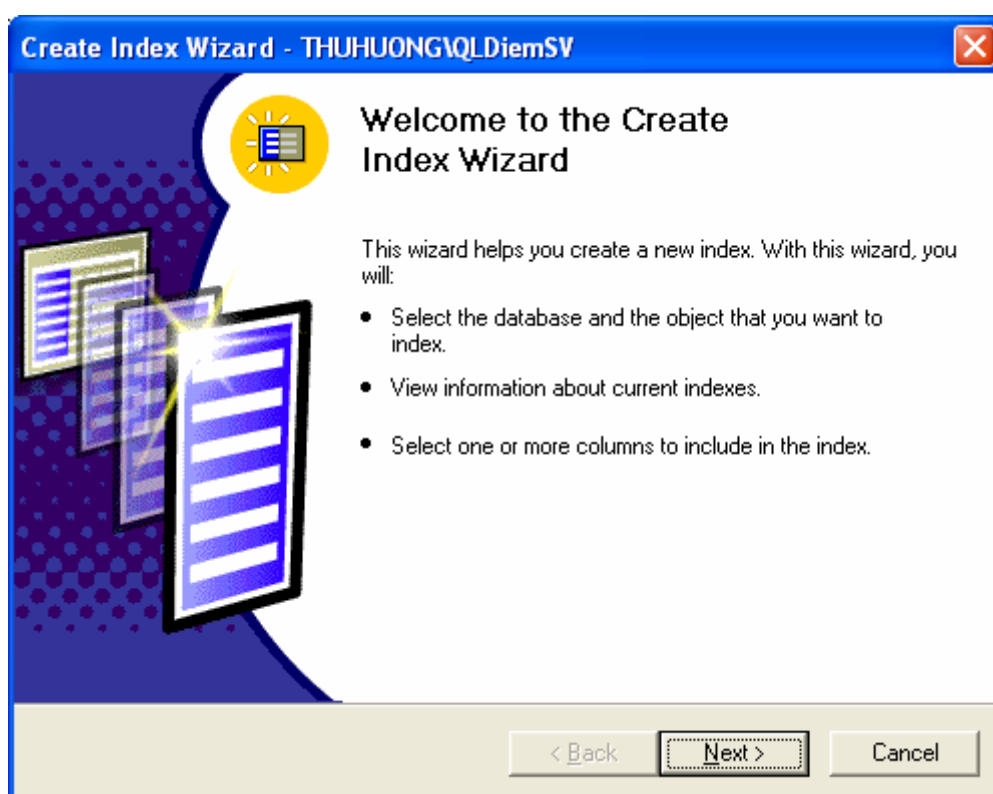 Create Index Wizard - THUHUONG\QLDiemSV
Welcome to the Create
Index Wizard
This wizard helps you create a new index. With this wizard, you
will:
• Select the database and the object that you want to
index.
• View information about current indexes.
• Select one or more columns to include in the index.
< Back
Next >
Cancel